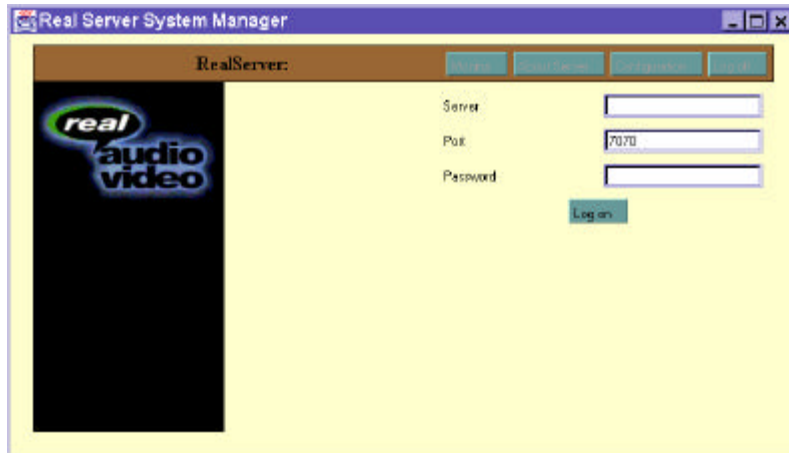 Real Server System Manager
RealServer:
real
audio
video
Server
Port
7070
Password
Log on